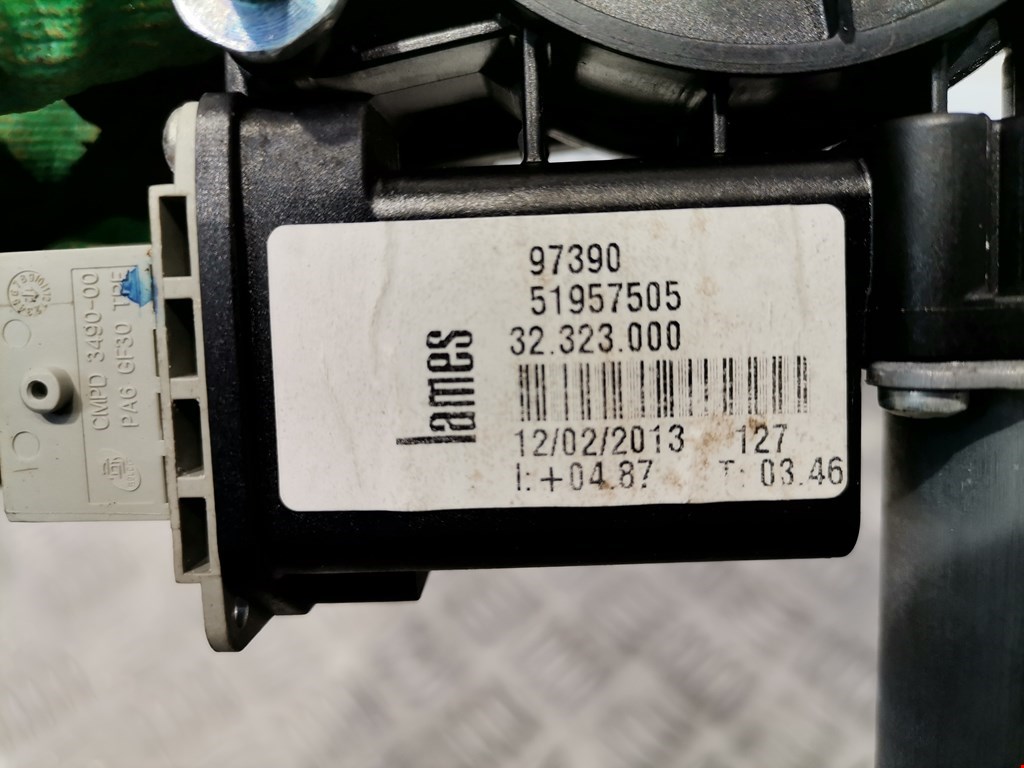 97390
51957505
32.323.000
lames
12/02/2013 127
I: +04.87 T: 03.46
CMPD 3490-00
PA6 GF30